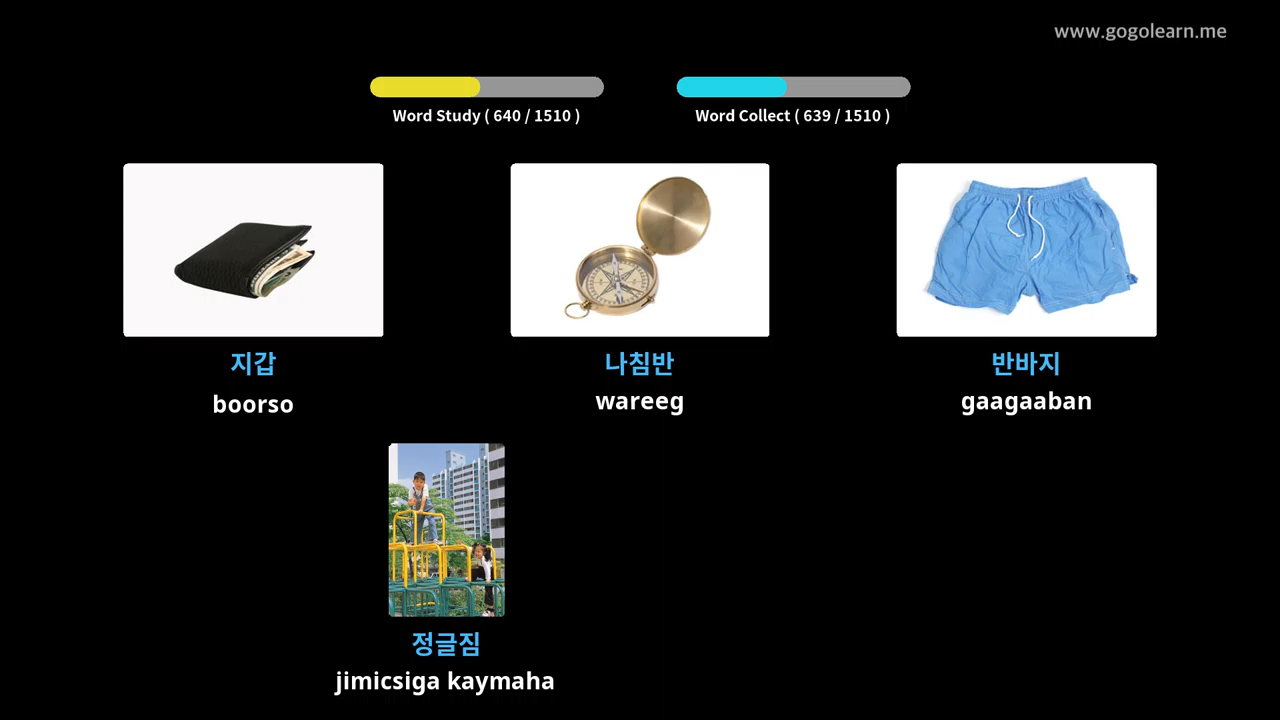 www.gogolearn.me
Word Study ( 640 / 1510 )
Word Collect ( 639 / 1510 )
지갑
boorso
나침반
wareeg
반바지
gaagaaban
정글짐
jimicsiga kaymaha